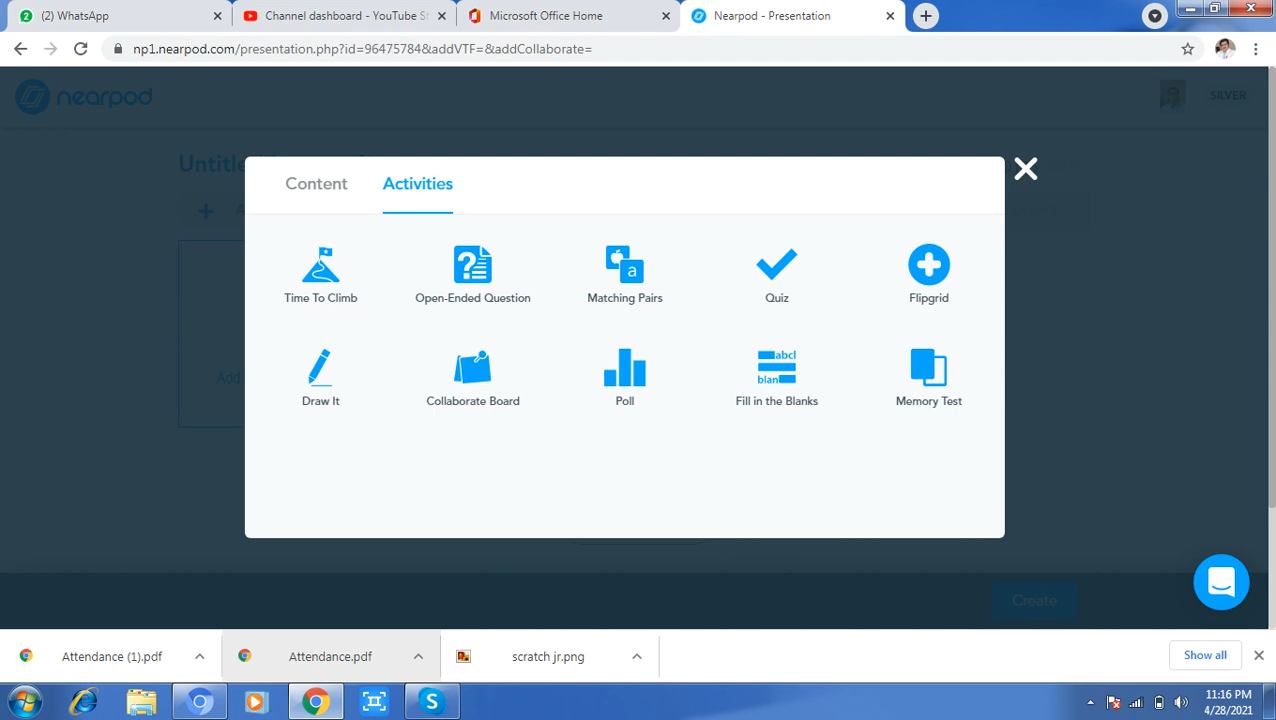 2 (2) WhatsApp
Channel dashboard - YouTube St
Microsoft Office Home
Nearpod - Presentation
np1.nearpod.com/presentation.php?id=96475784&addVTF=&addCollaborate=
nearpod
SILVER
Content
Activities
Time To Climb
Open-Ended Question
Matching Pairs
Quiz
Flipgrid
Draw It
Collaborate Board
Poll
Fill in the Blanks
Memory Test
a
abcl
blan
Create
Attendance (1).pdf
Attendance.pdf
scratch jr.png
Show all
11:16 PM
4/28/2021